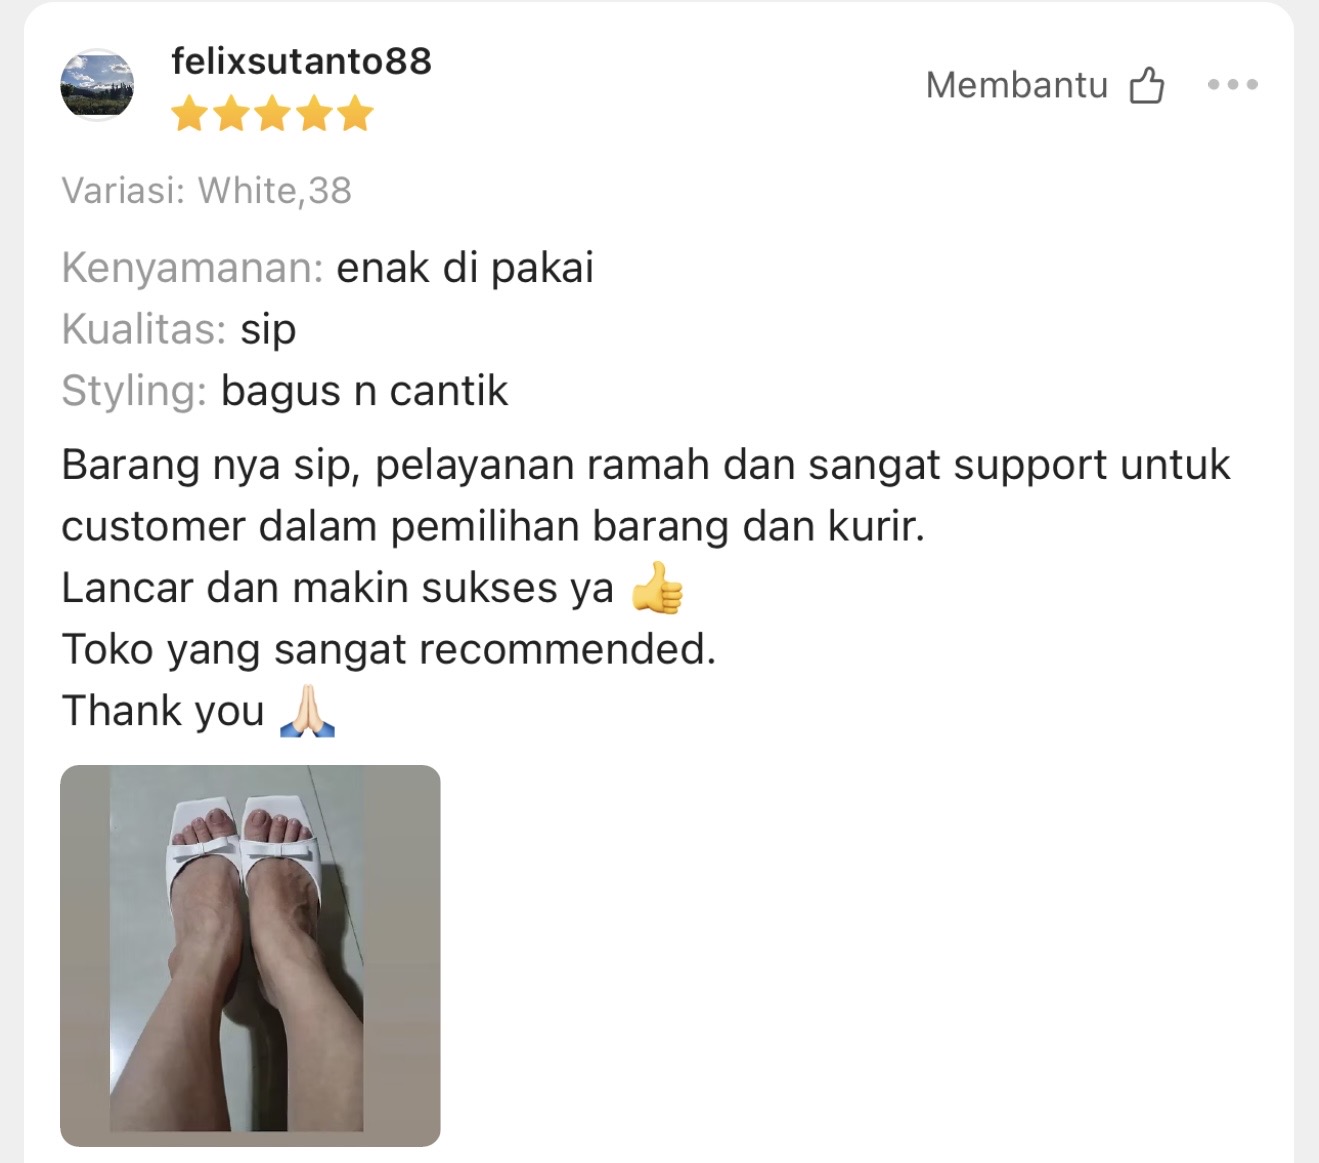 felixsutanto88
Membantu
Variasi: White,38
Kenyamanan: enak di pakai
Kualitas: sip
Styling: bagus n cantik
Barang nya sip, pelayanan ramah dan sangat support untuk
customer dalam pemilihan barang dan kurir.
Lancar dan makin sukses ya 👍
Toko yang sangat recommended.
Thank you 🙏🏻